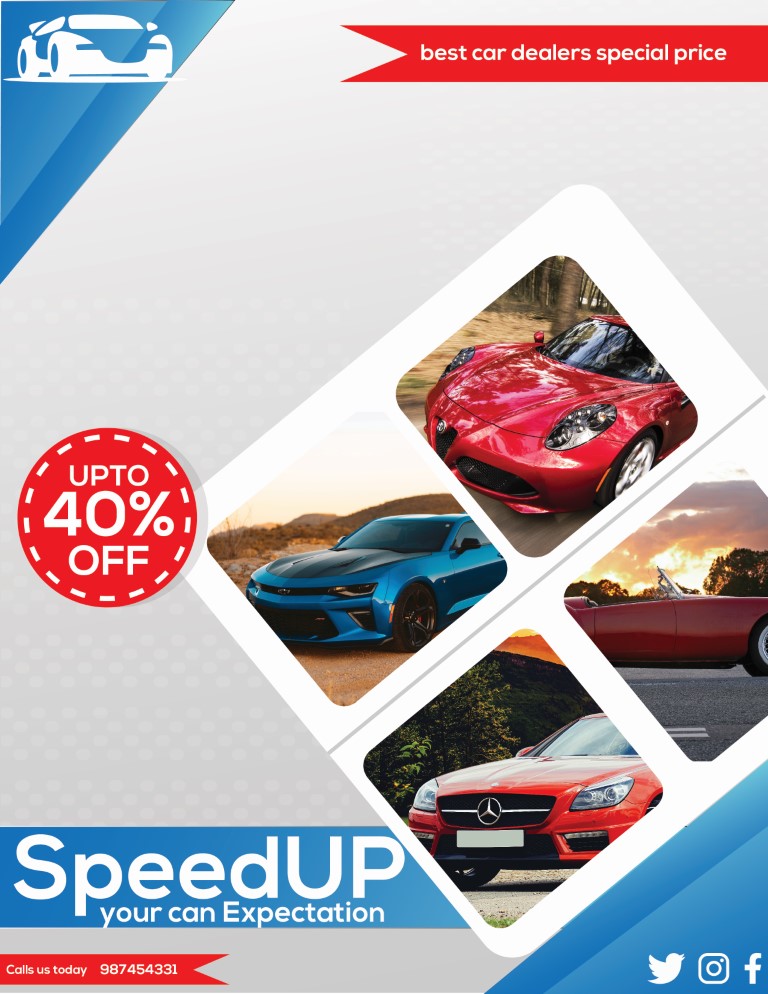 best car dealers special price
UPTO
40%
OFF
SpeedUP
your can Expectation
Calls us today 987454331